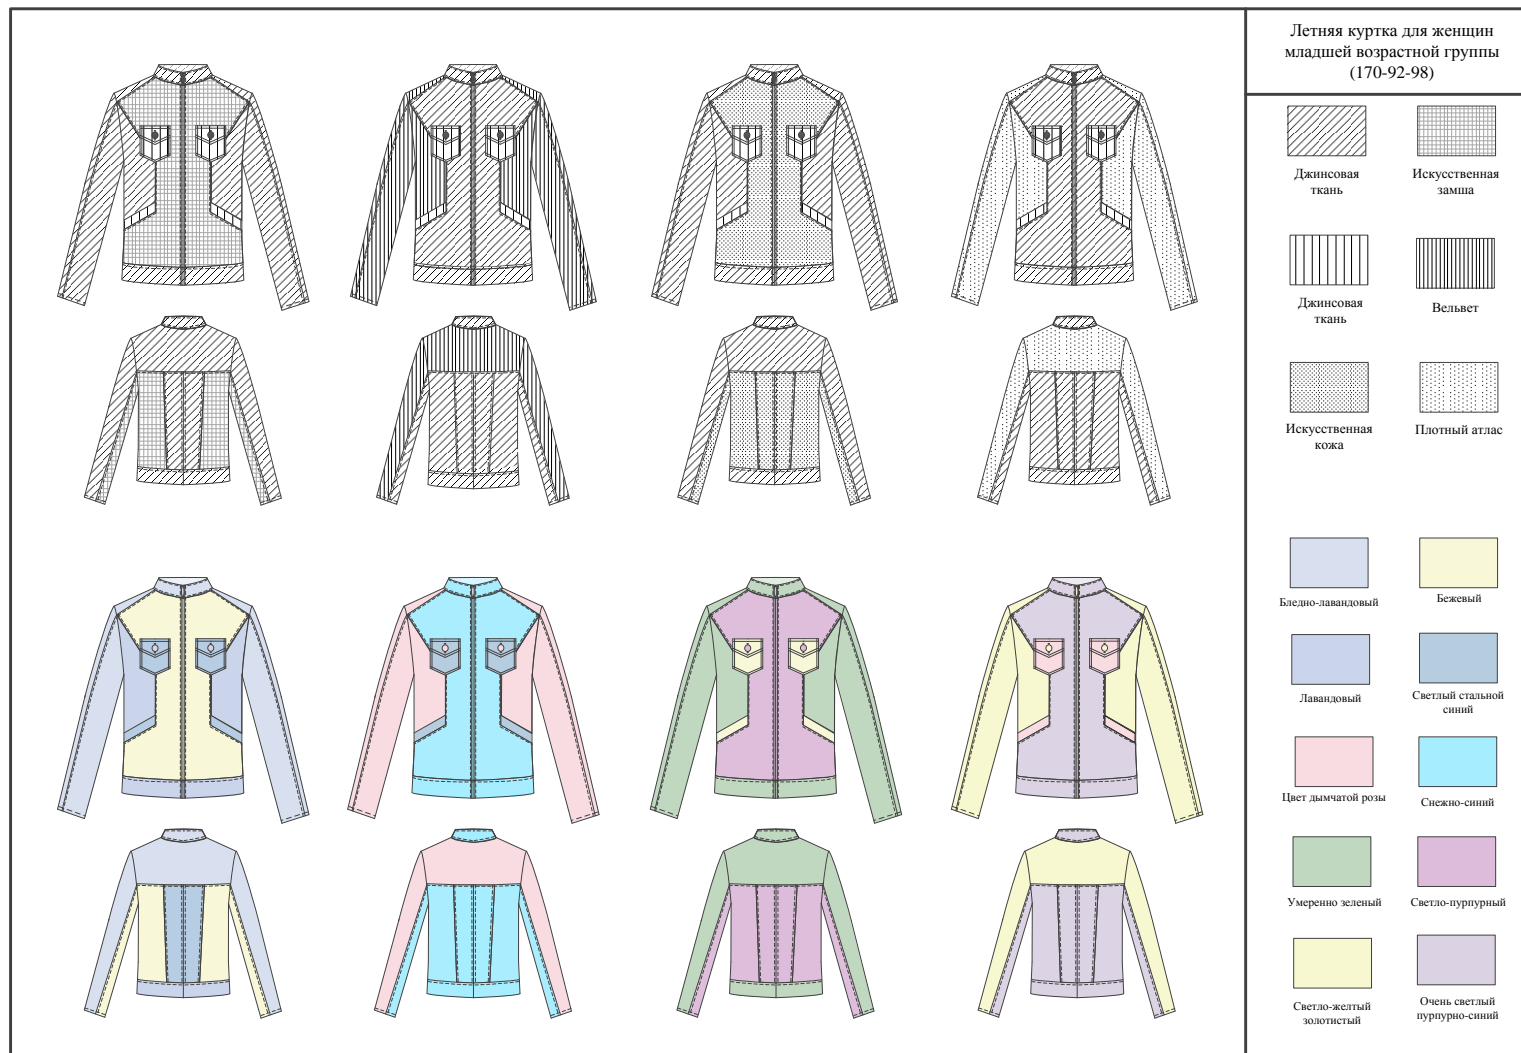 Летняя куртка для женщин
младшей возрастной группы
(170-92-98)
Джинсовая
ткань
Искусственная
замша
Джинсовая
ткань
Вельвет
Искусственная
кожа
Плотный атлас
Бледно-лавандовый
Бежевый
Лавандовый
Светлый стальной
синий
Цвет дымчатой розы
Снежно-синий
Умеренно зеленый
Светло-пурпурный
Светло-желтый
золотистый
Очень светлый
пурпурно-синий